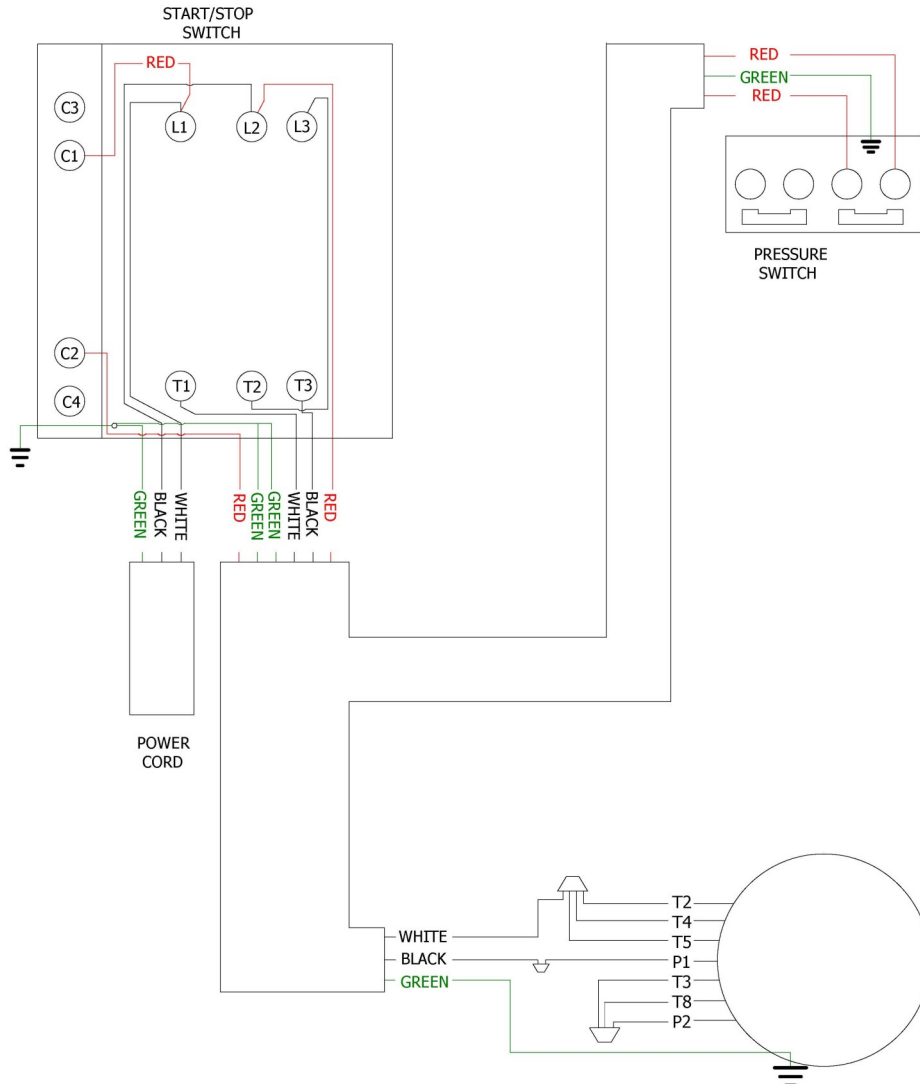 START/STOP
SWITCH
RED
C3
L1
L2
L3
C1
C2
T1
T2
T3
C4
GREEN
BLACK
WHITE
RED
GREEN
GREEN
WHITE
BLACK
RED
POWER
CORD
RED
GREEN
RED
PRESSURE
SWITCH
WHITE
BLACK
GREEN
T2
T4
T5
P1
T3
T8
P2